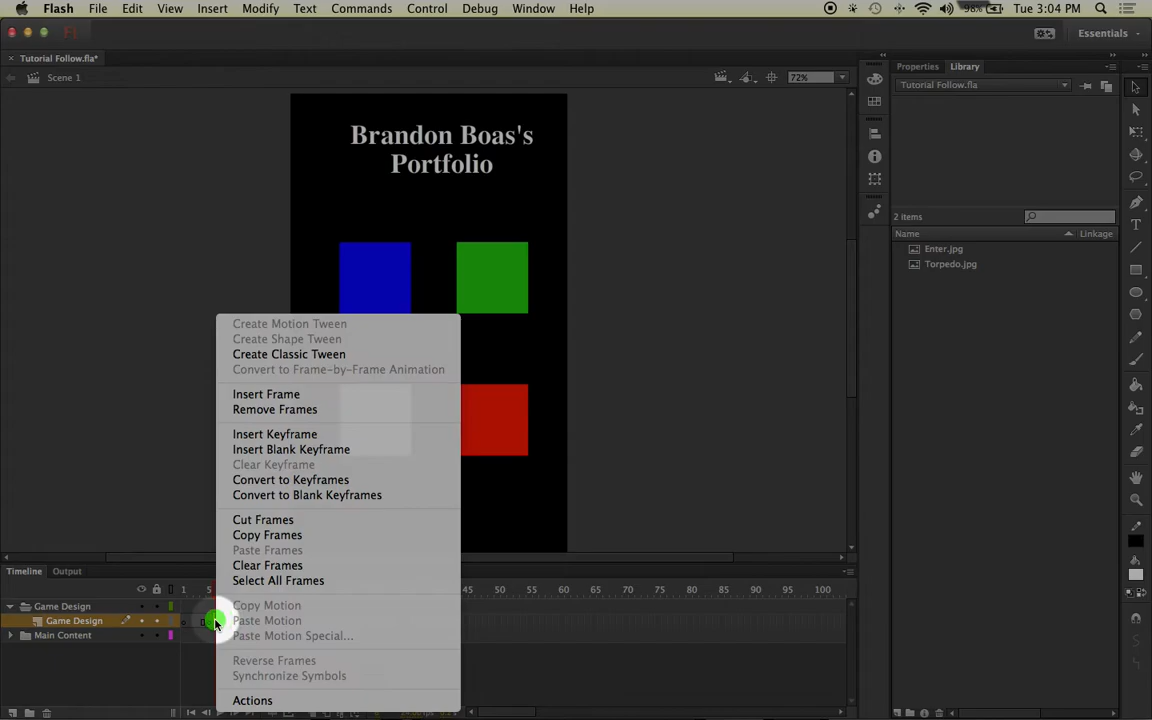 Flash File Edit View Insert Modify Text Commands Control Debug Window Help 98% Tue 3:04 PM
Essentials
Tutorial Follow.fla*
Properties Library
Scene 1
72%
Tutorial Follow.fla
Brandon Boas's
Portfolio
2 items
Name Linkage
Enter.jpg
Torpedo.jpg
Create Motion Tween
Create Shape Tween
Create Classic Tween
Convert to Frame-by-Frame Animation
Insert Frame
Remove Frames
Insert Keyframe
Insert Blank Keyframe
Clear Keyframe
Convert to Keyframes
Convert to Blank Keyframes
Cut Frames
Copy Frames
Paste Frames
Clear Frames
Select All Frames
Copy Motion
Paste Motion
Paste Motion Special...
Reverse Frames
Synchronize Symbols
Actions
Timeline Output
1 5 45 50 55 60 65 70 75 80 85 90 95 100
Game Design
Game Design
Main Content